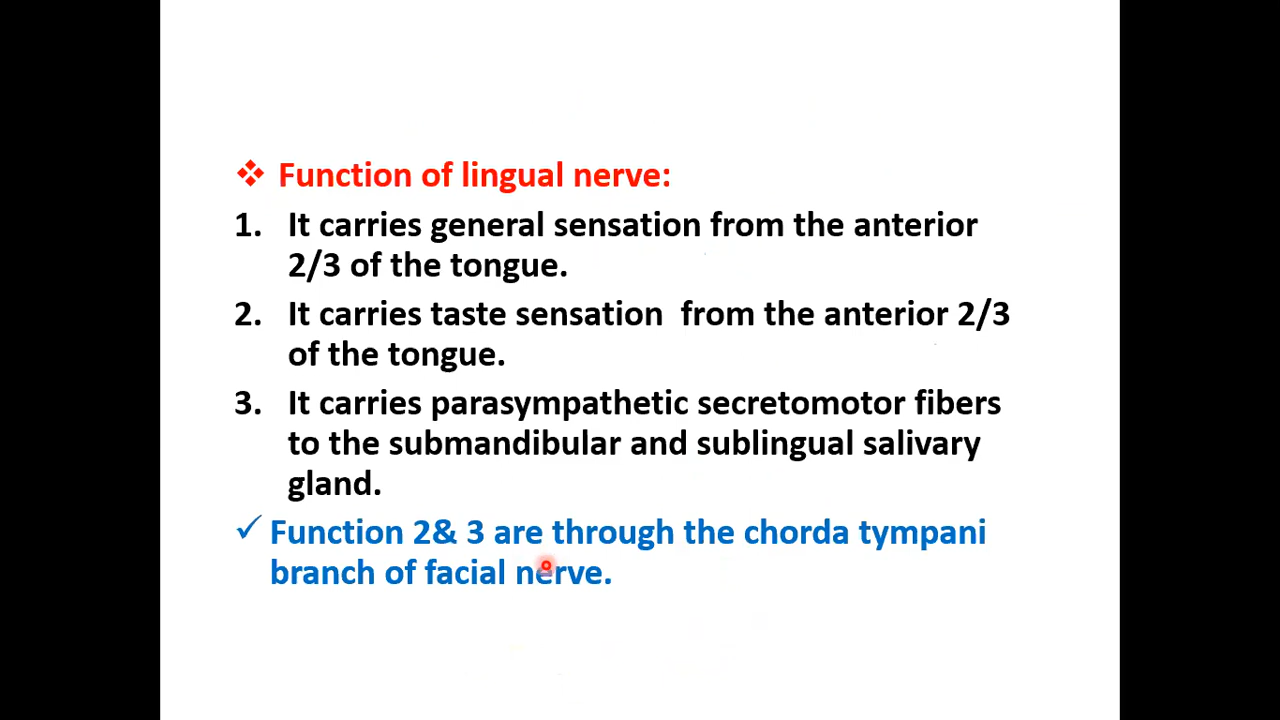 ❖ Function of lingual nerve:
1. It carries general sensation from the anterior
2/3 of the tongue.
2. It carries taste sensation  from the anterior 2/3
of the tongue.
3. It carries parasympathetic secretomotor fibers
to the submandibular and sublingual salivary
gland.
✓ Function 2& 3 are through the chorda tympani
branch of facial nerve.